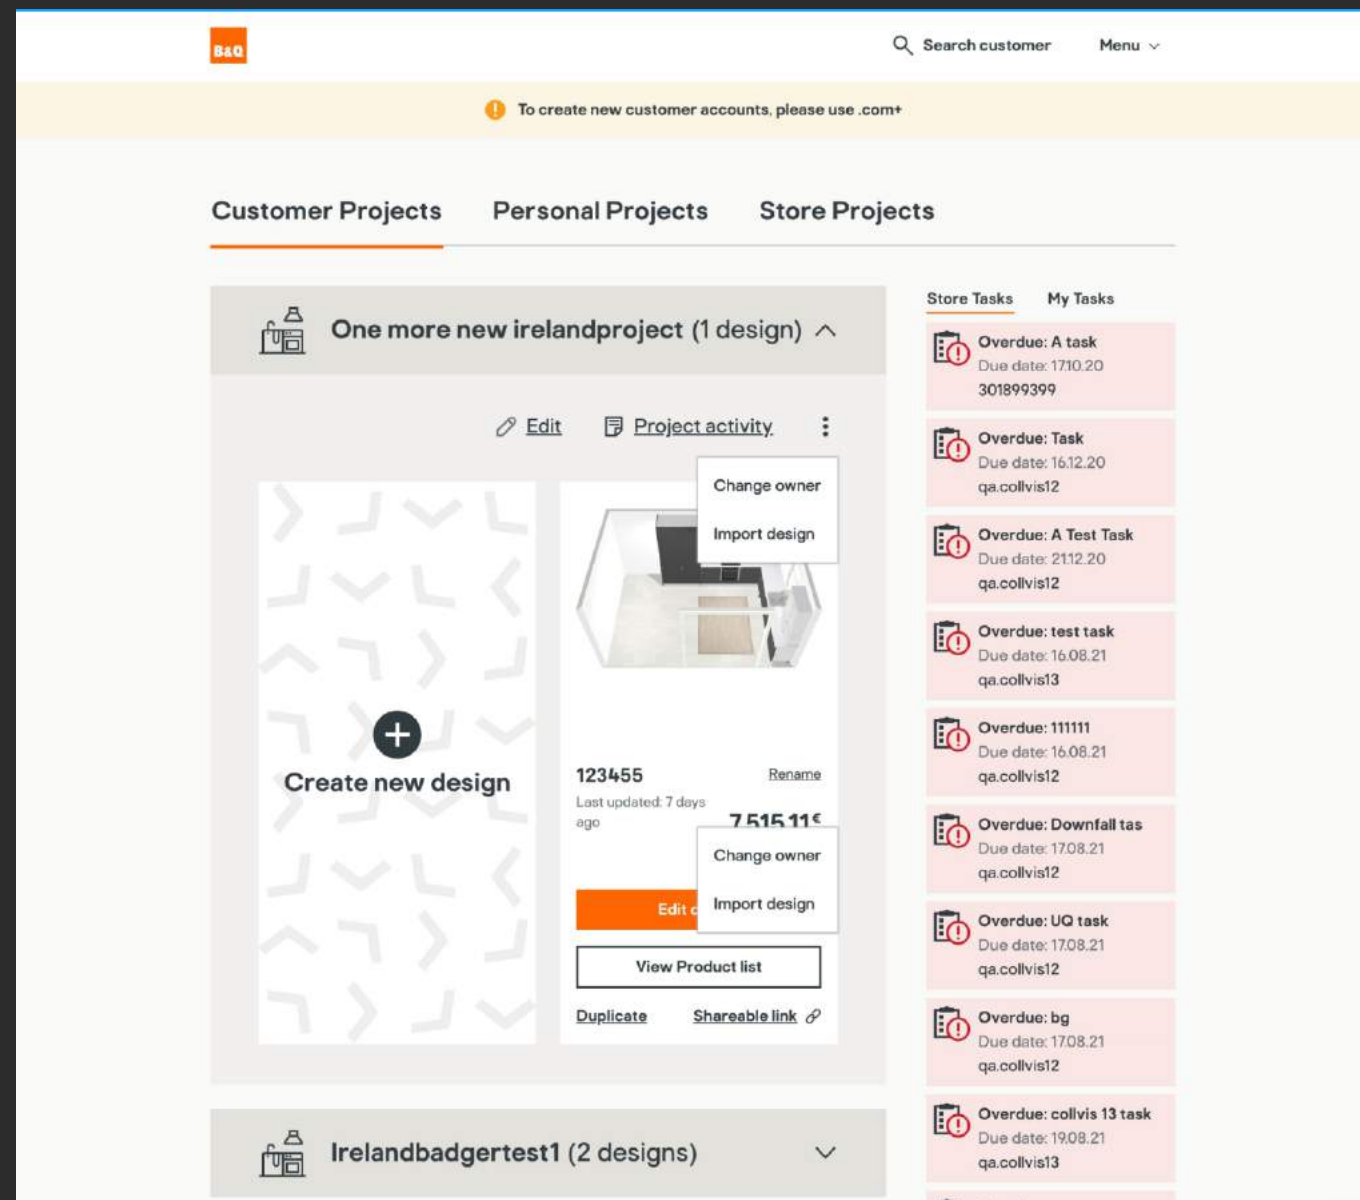 B&Q
Search customer
Menu
To create new customer accounts, please use .com+
Customer Projects
Personal Projects
Store Projects
One more new irelandproject (1 design)
Edit
Project activity
Change owner
Import design
Create new design
123455
Rename
Last updated: 7 days
ago
7,515.11€
Change owner
Import design
Edit
View Product list
Duplicate
Shareable link
Irelandbadgertest1 (2 designs)
Store Tasks
My Tasks
Overdue: A task
Due date: 17.10.20
301899399
Overdue: Task
Due date: 16.12.20
qa.collvis12
Overdue: A Test Task
Due date: 21.12.20
qa.collvis12
Overdue: test task
Due date: 16.08.21
qa.collvis13
Overdue: 111111
Due date: 16.08.21
qa.collvis12
Overdue: Downfall tas
Due date: 17.08.21
qa.collvis12
Overdue: UQ task
Due date: 17.08.21
qa.collvis12
Overdue: bg
Due date: 17.08.21
qa.collvis12
Overdue: collvis 13 task
Due date: 19.08.21
qa.collvis13